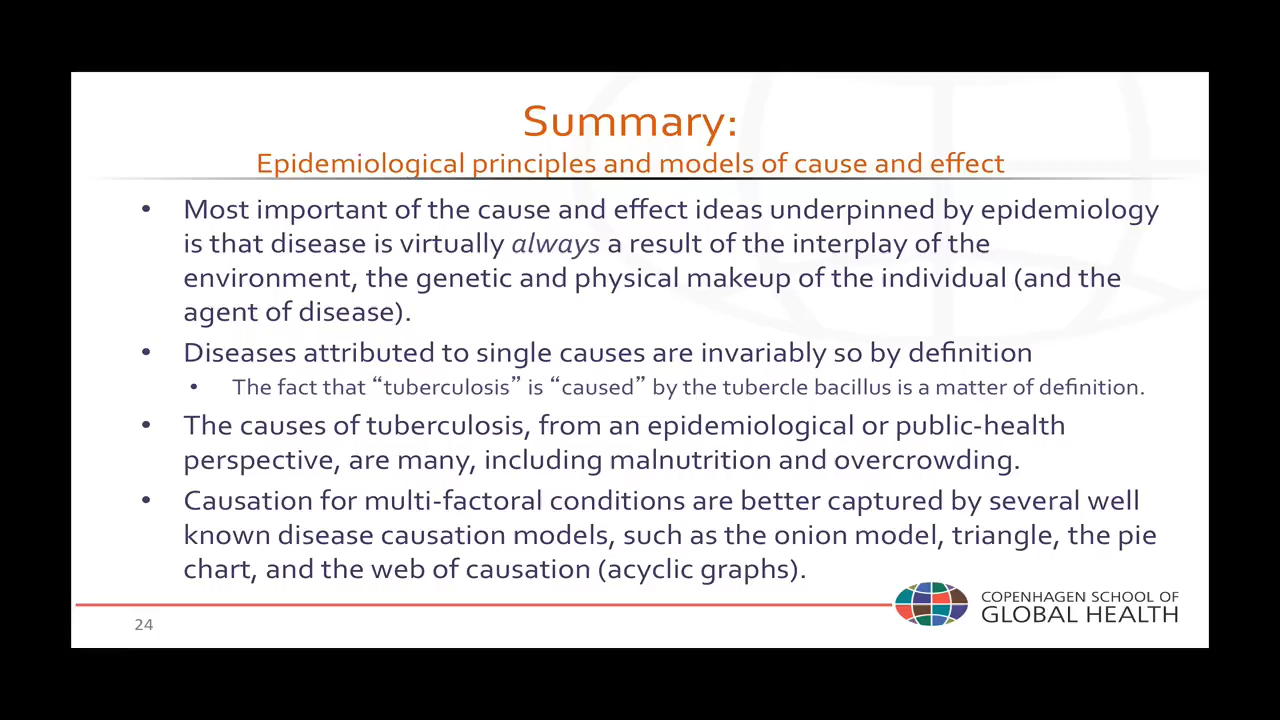 Summary:
Epidemiological principles and models of cause and effect
• Most important of the cause and effect ideas underpinned by epidemiology
is that disease is virtually always a result of the interplay of the
environment, the genetic and physical makeup of the individual (and the
agent of disease).
• Diseases attributed to single causes are invariably so by definition
• The fact that “tuberculosis” is “caused” by the tubercle bacillus is a matter of definition.
• The causes of tuberculosis, from an epidemiological or public-health
perspective, are many, including malnutrition and overcrowding.
• Causation for multi-factoral conditions are better captured by several well
known disease causation models, such as the onion model, triangle, the pie
chart, and the web of causation (acyclic graphs).
COPENHAGEN SCHOOL OF
GLOBAL HEALTH
24